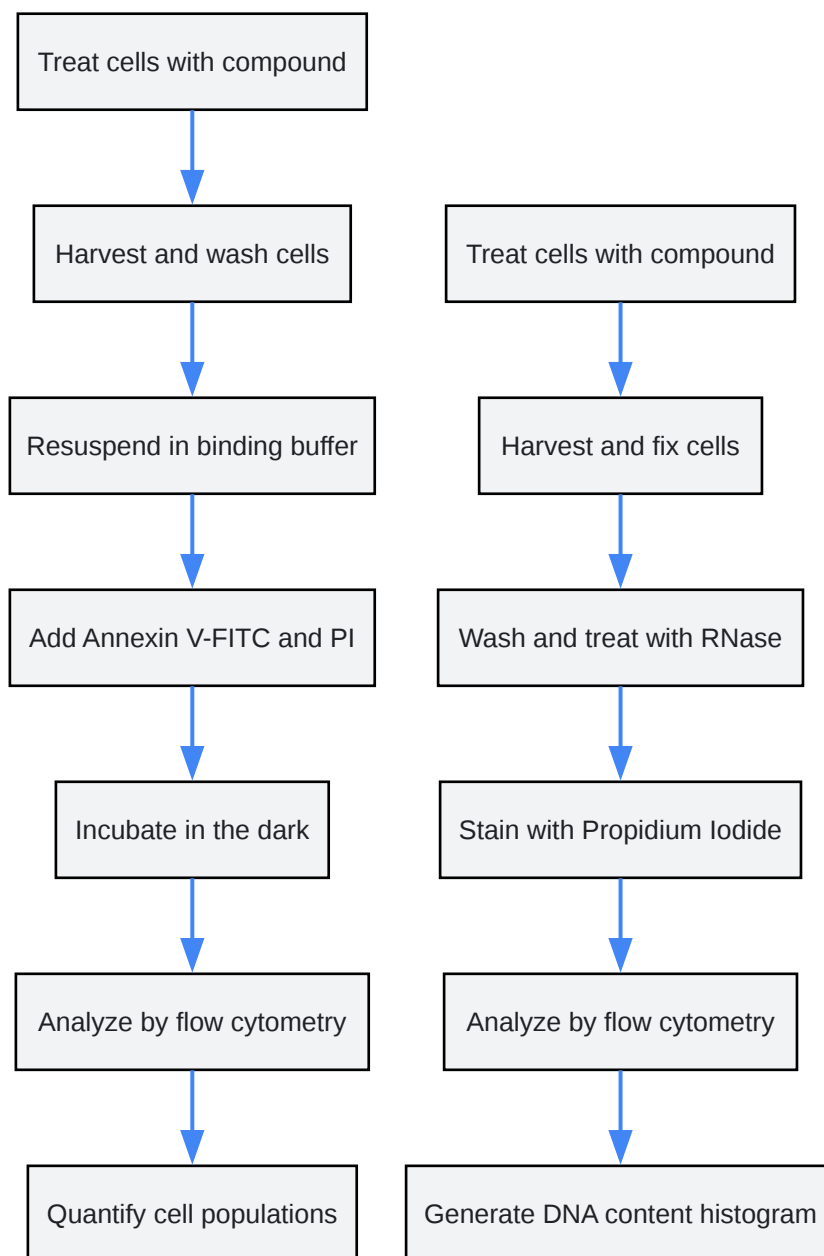 Treat cells with compound
Harvest and wash cells
Resuspend in binding buffer
Add Annexin V-FITC and PI
Incubate in the dark
Analyze by flow cytometry
Quantify cell populations
Treat cells with compound
Harvest and fix cells
Wash and treat with RNase
Stain with Propidium Iodide
Analyze by flow cytometry
Generate DNA content histogram